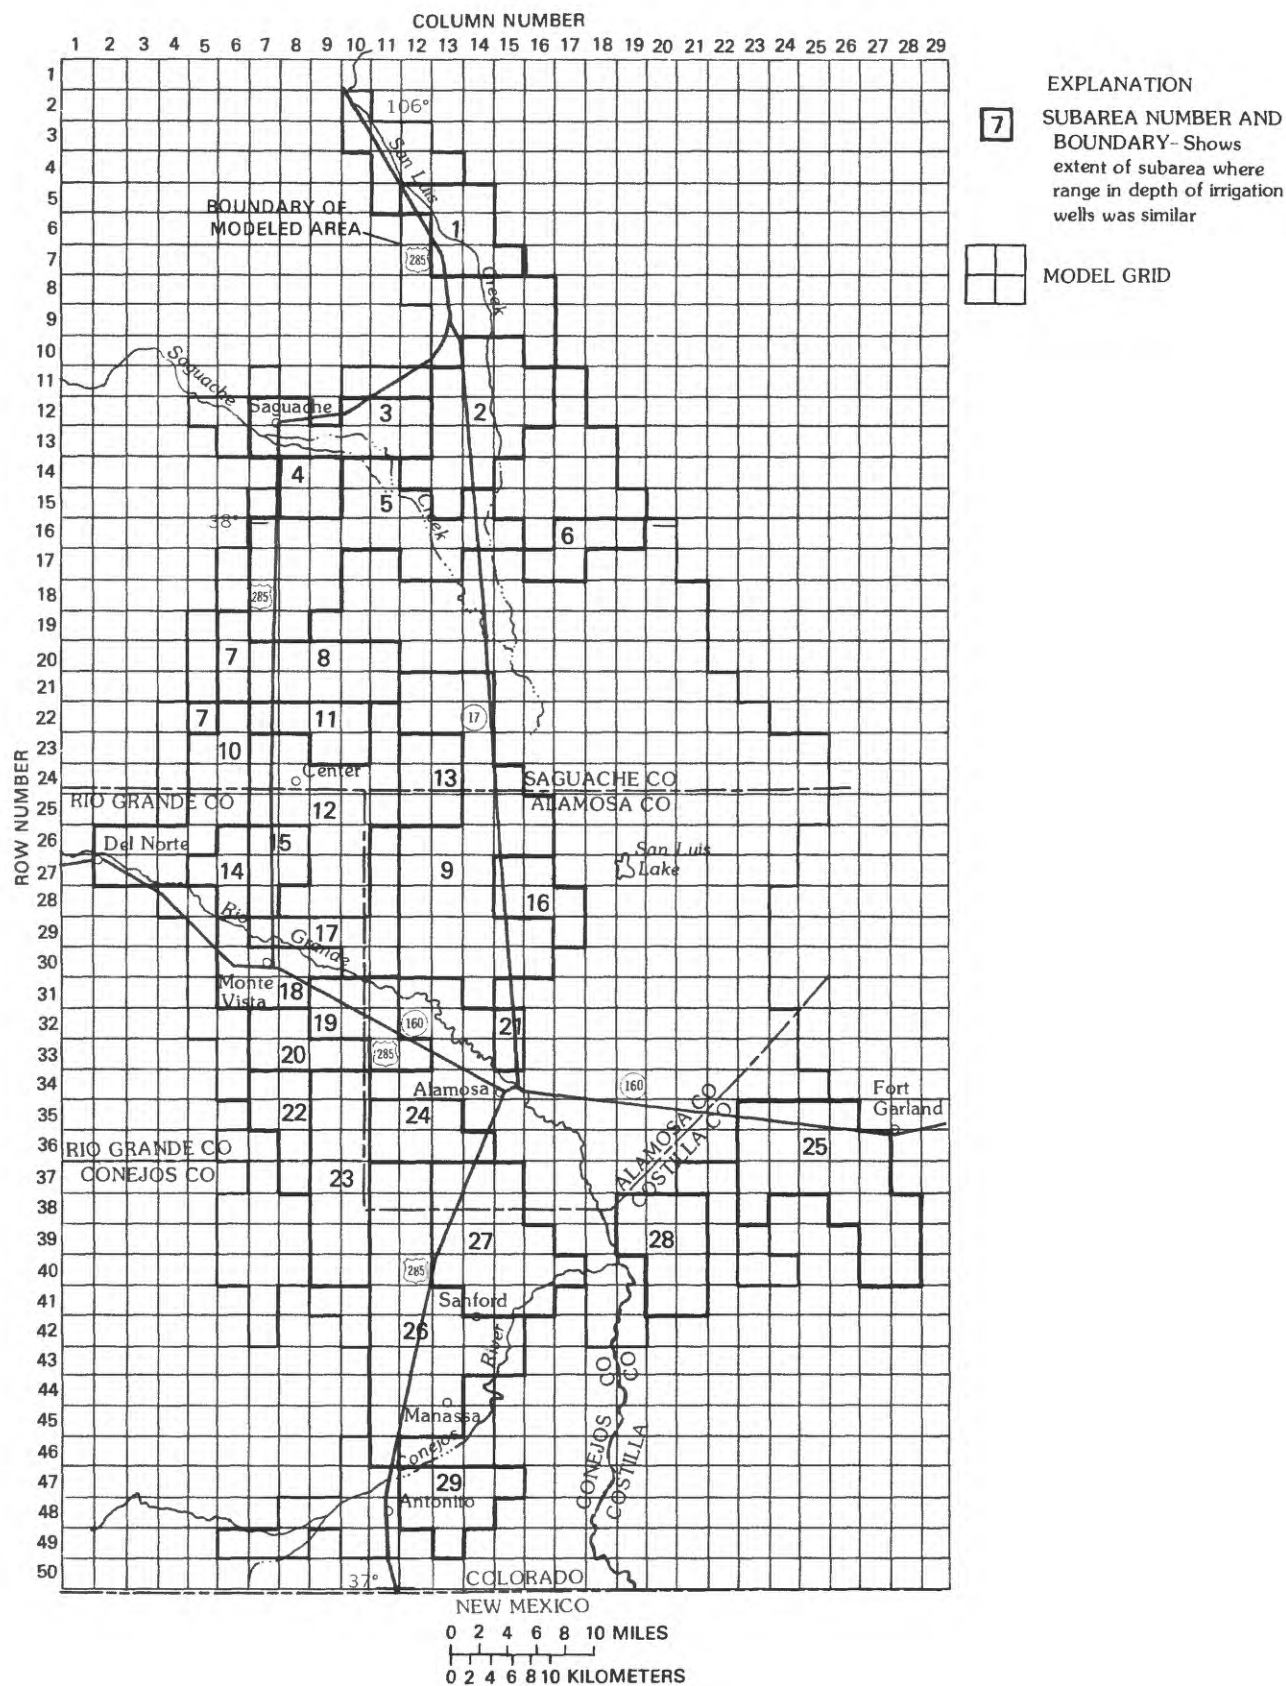 COLUMN NUMBER
1 2 3 4 5 6 7 8 9 10 11 12 13 14 15 16 17 18 19 20 21 22 23 24 25 26 27 28 29
ROW NUMBER
1
2
3
4
5
6
7
8
9
10
11
12
13
14
15
16
17
18
19
20
21
22
23
24
25
26
27
28
29
30
31
32
33
34
35
36
37
38
39
40
41
42
43
44
45
46
47
48
49
50
106°
San Luis
Creek
BOUNDARY OF
MODELED AREA
285
1
Saguache
Creek
Saguache
3
2
4
5
38°
6
285
7
8
7
11
17
10
Center
13
SAGUACHE CO
RIO GRANDE CO
ALAMOSA CO
12
Del Norte
15
14
9
San Luis
Lake
16
Rio
Grande
17
Monte
Vista
18
19
160
21
20
285
Alamosa
160
ALAMOSA CO
COSTILLA CO
Fort
Garland
22
24
25
RIO GRANDE CO
CONEJOS CO
23
27
28
285
Sanford
26
River
Manassa
Conejos
CONEJOS CO
COSTILLA CO
29
Antonito
37°
COLORADO
NEW MEXICO
0 2 4 6 8 10 MILES
0 2 4 6 8 10 KILOMETERS
EXPLANATION
7
SUBAREA NUMBER AND
BOUNDARY-Shows
extent of subarea where
range in depth of irrigation
wells was similar
MODEL GRID